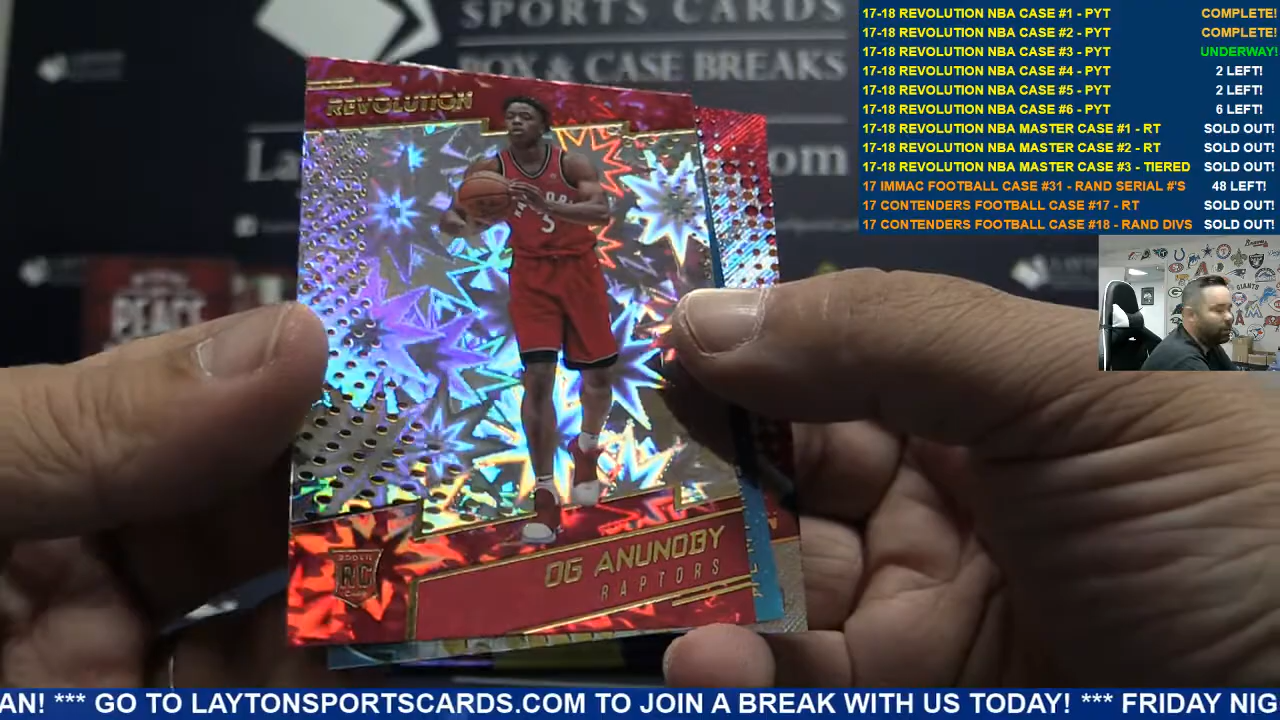 SPORTS CARDS
BOX & CASE BREAKS
REVOLUTION
5
OG ANUNOBY
RAPTORS
RC
PEACE
17-18 REVOLUTION NBA CASE #1 - PYT COMPLETE!
17-18 REVOLUTION NBA CASE #2 - PYT COMPLETE!
17-18 REVOLUTION NBA CASE #3 - PYT UNDERWAY!
17-18 REVOLUTION NBA CASE #4 - PYT 2 LEFT!
17-18 REVOLUTION NBA CASE #5 - PYT 2 LEFT!
17-18 REVOLUTION NBA CASE #6 - PYT 6 LEFT!
17-18 REVOLUTION NBA MASTER CASE #1 - RT SOLD OUT!
17-18 REVOLUTION NBA MASTER CASE #2 - RT SOLD OUT!
17-18 REVOLUTION NBA MASTER CASE #3 - TIERED SOLD OUT!
17 IMMAC FOOTBALL CASE #31 - RAND SERIAL #'S 48 LEFT!
17 CONTENDERS FOOTBALL CASE #17 - RT SOLD OUT!
17 CONTENDERS FOOTBALL CASE #18 - RAND DIVS SOLD OUT!
AN! *** GO TO LAYTONSPORTSCARDS.COM TO JOIN A BREAK WITH US TODAY! *** FRIDAY NIG